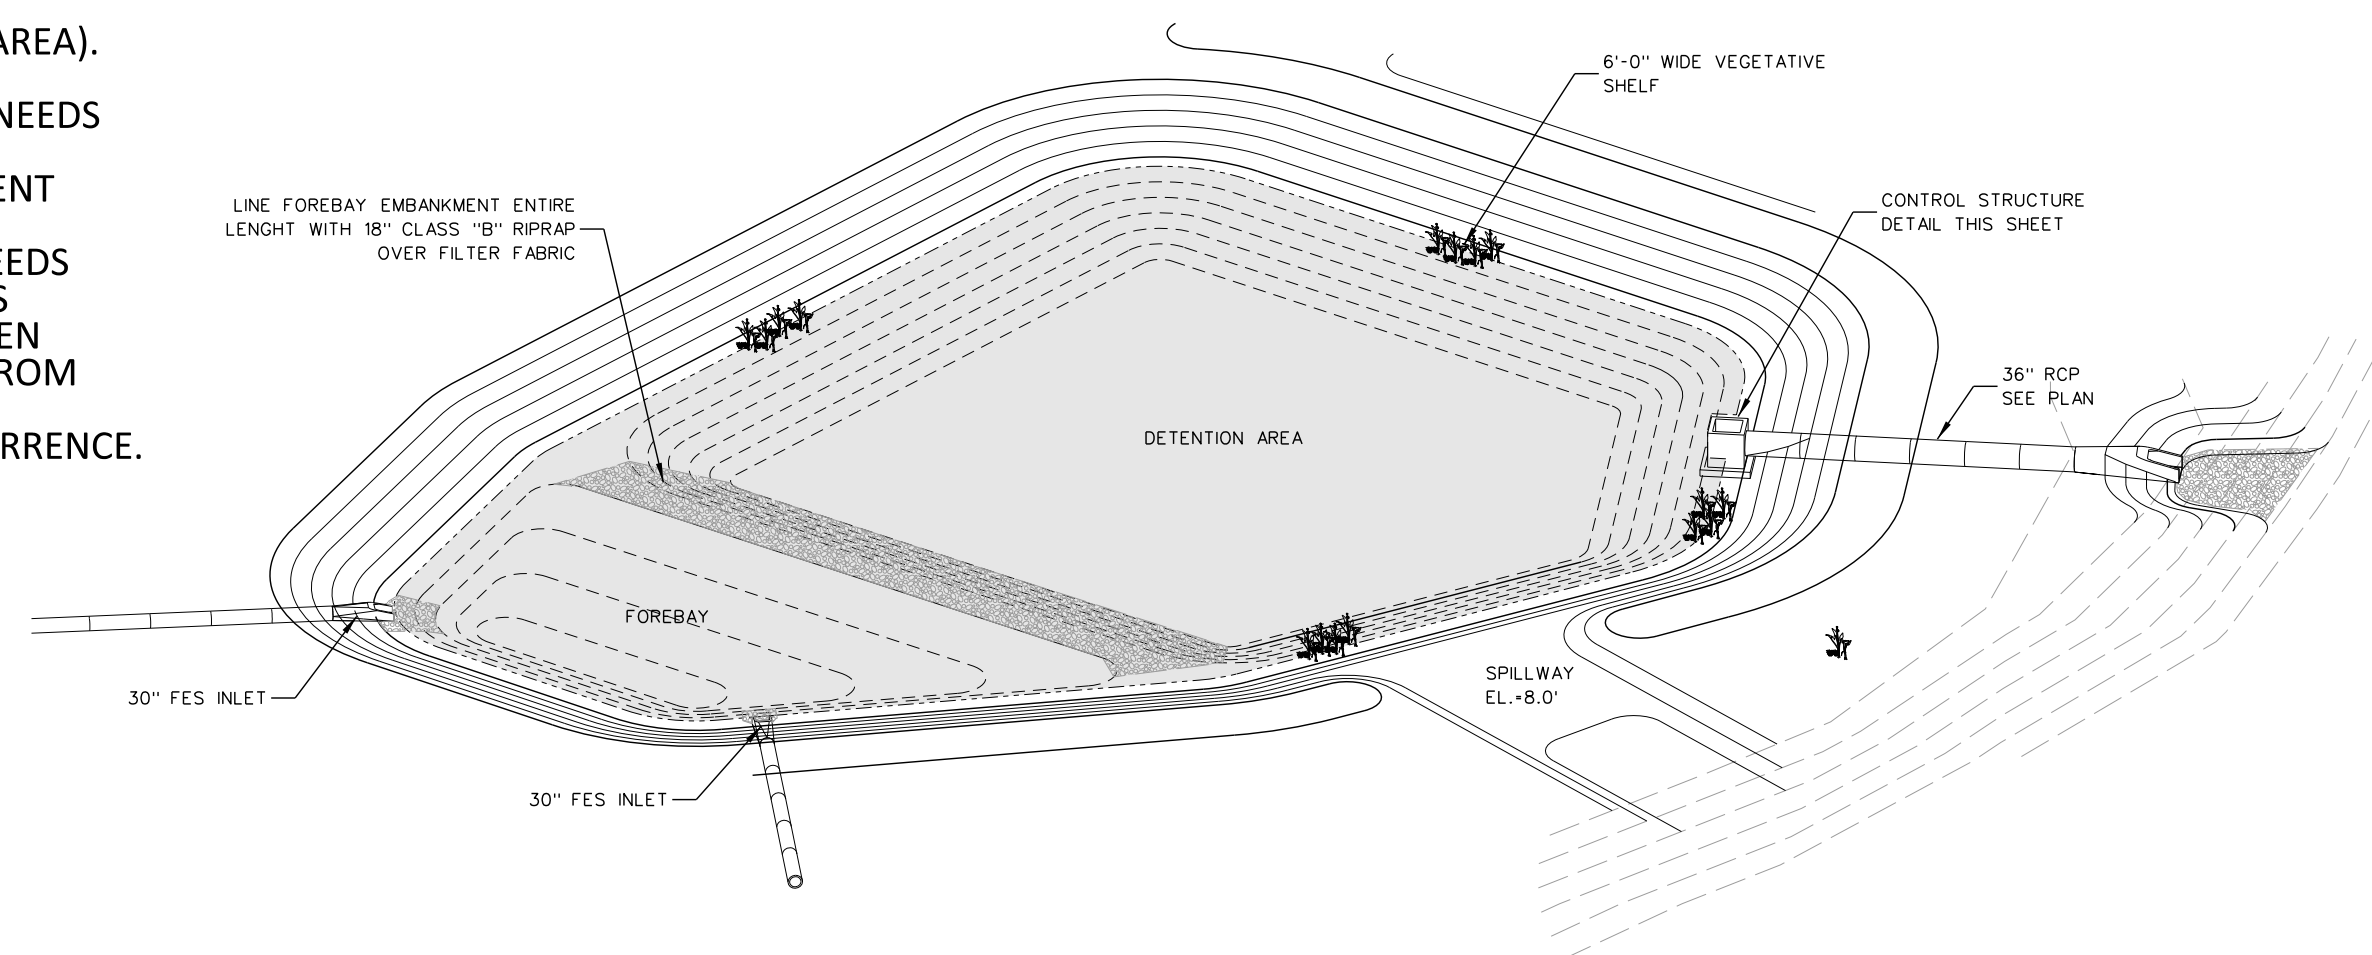 AREA).
NEEDS
ENT
EEDS
S
EN
ROM
RRENCE.
6'-0" WIDE VEGETATIVE
SHELF
LINE FOREBAY EMBANKMENT ENTIRE
LENGHT WITH 18" CLASS "B" RIPRAP
OVER FILTER FABRIC
CONTROL STRUCTURE
DETAIL THIS SHEET
36" RCP
SEE PLAN
DETENTION AREA
FOREBAY
30" FES INLET
SPILLWAY
EL.=8.0'
30" FES INLET